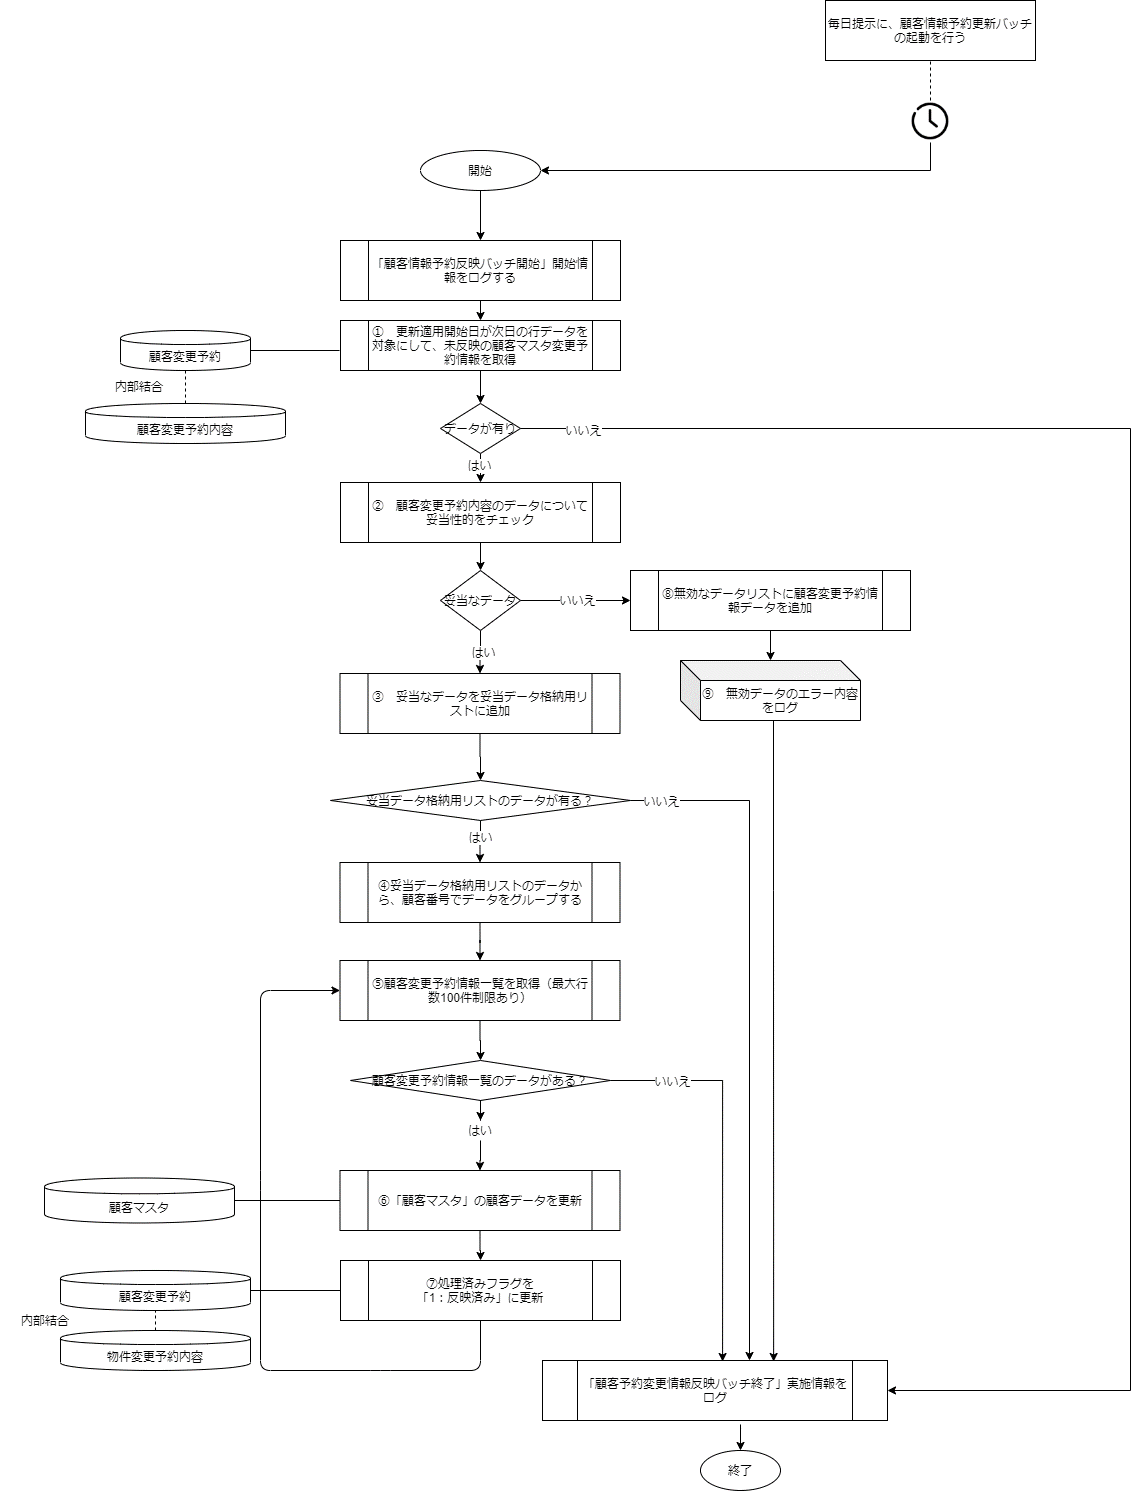 毎日提示に、顧客情報予約更新バッチ
の起動を行う
開始
「顧客情報予約反映バッチ開始」開始情
報をログする
①　更新適用開始日が次日の行データを
対象にして、未反映の顧客マスタ変更予
約情報を取得
顧客変更予約
内部結合
顧客変更予約内容
データが有り
いいえ
はい
②　顧客変更予約内容のデータについて
妥当性的をチェック
妥当なデータ
いいえ
⑧無効なデータリストに顧客変更予約情
報データを追加
はい
③　妥当なデータを妥当データ格納用リ
ストに追加
⑨　無効データのエラー内容
をログ
妥当データ格納用リストのデータが有る？
いいえ
はい
④妥当データ格納用リストのデータか
ら、顧客番号でデータをグループする
⑤顧客変更予約情報一覧を取得（最大行
数100件制限あり）
顧客変更予約情報一覧のデータがある？
いいえ
はい
⑥「顧客マスタ」の顧客データを更新
顧客マスタ
⑦処理済みフラグを
「1：反映済み」に更新
顧客変更予約
内部結合
物件変更予約内容
「顧客予約変更情報反映バッチ終了」実施情報を
ログ
終了